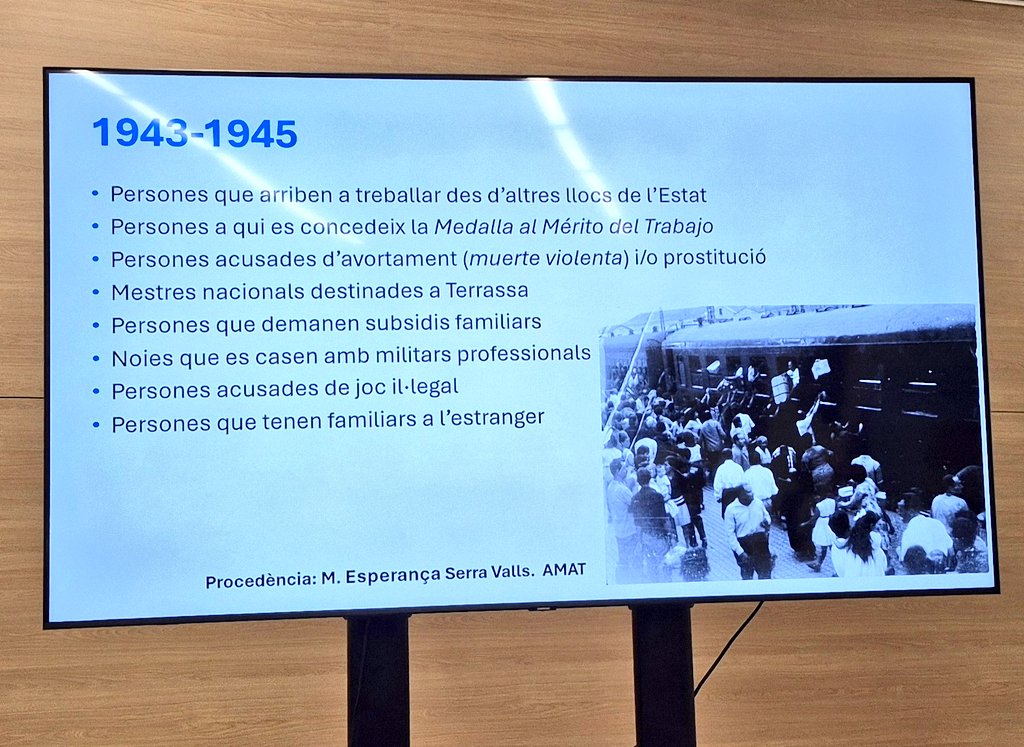 1943-1945
• Persones que arriben a treballar des d'altres llocs de l'Estat
• Persones a qui es concedeix la Medalla al Mérito del Trabajo
• Persones acusades d'avortament (muerte violenta) i/o prostitució
• Mestres nacionals destinades a Terrassa
• Persones que demanen subsidis familiars
• Noies que es casen amb militars professionals
• Persones acusades de joc il·legal
• Persones que tenen familiars a l'estranger
Procedència: M. Esperança Serra Valls. AMAT